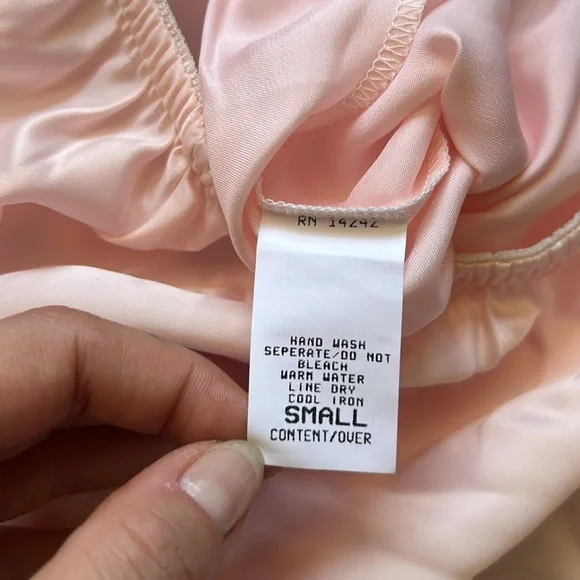 RN 14242
HAND WASH
SEPERATE/DO NOT
BLEACH
WARM WATER
LINE DRY
COOL IRON
SMALL
CONTENT/OVER